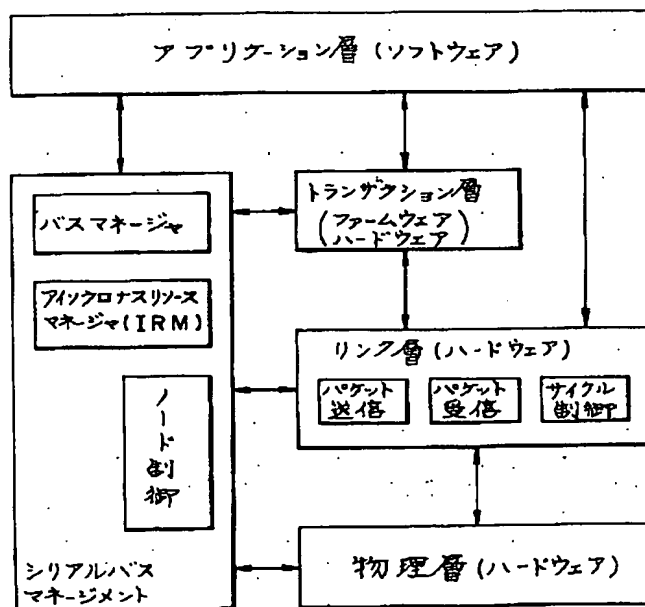 アプリケーション層(ソフトウェア)
トランザクション層
(ファームウェア
ハードウェア)
バスマネージャ
アイソクロナスリソース
マネージャ(IRM)
リンク層(ハードウェア)
パケット
送信
パケット
受信
サイクル
制御
ノード制御
物理層(ハードウェア)
シリアルバス
マネージメント